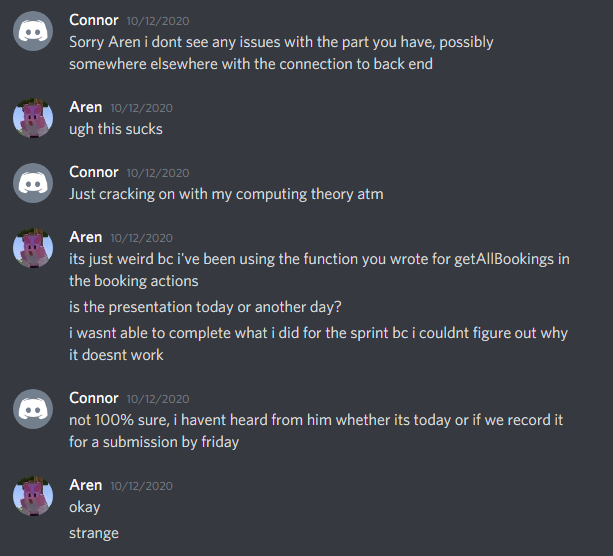 Connor 10/12/2020
Sorry Aren i dont see any issues with the part you have, possibly
somewhere elsewhere with the connection to back end
Aren 10/12/2020
ugh this sucks
Connor 10/12/2020
Just cracking on with my computing theory atm
Aren 10/12/2020
its just weird bc i've been using the function you wrote for getAllBookings in
the booking actions
is the presentation today or another day?
i wasnt able to complete what i did for the sprint bc i couldnt figure out why
it doesnt work
Connor 10/12/2020
not 100% sure, i havent heard from him whether its today or if we record it
for a submission by friday
Aren 10/12/2020
okay
strange